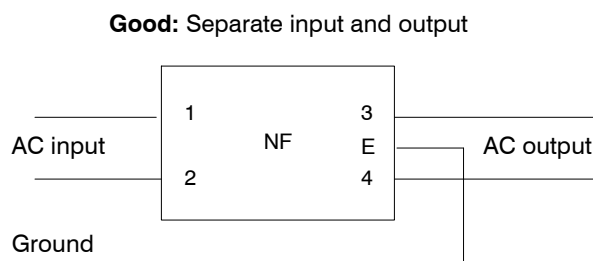 Good: Separate input and output
1 3
AC input NF E AC output
2 4
Ground